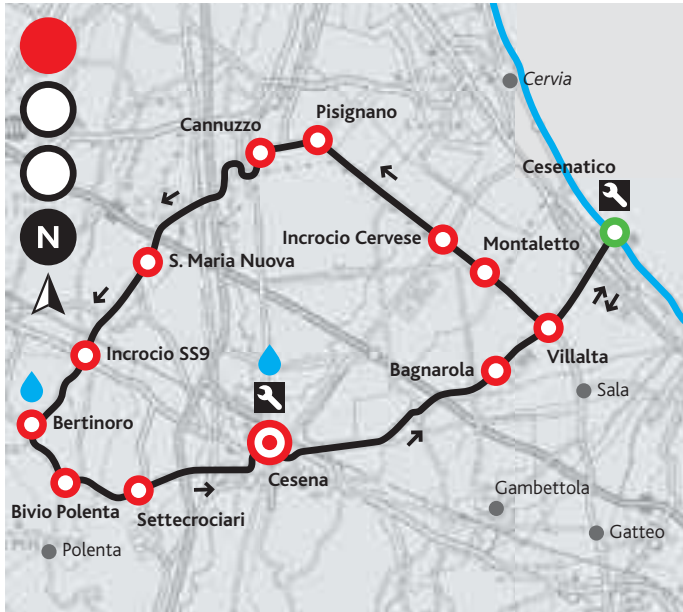 Cervia
Pisignano
Cannuzzo
Cesenatico
N
Incrocio Cervese
Montaletto
S. Maria Nuova
Villalta
Incrocio SS9
Bagnarola
Sala
Bertinoro
Cesena
Gambettola
Bivio Polenta
Settecrociari
Gatteo
Polenta